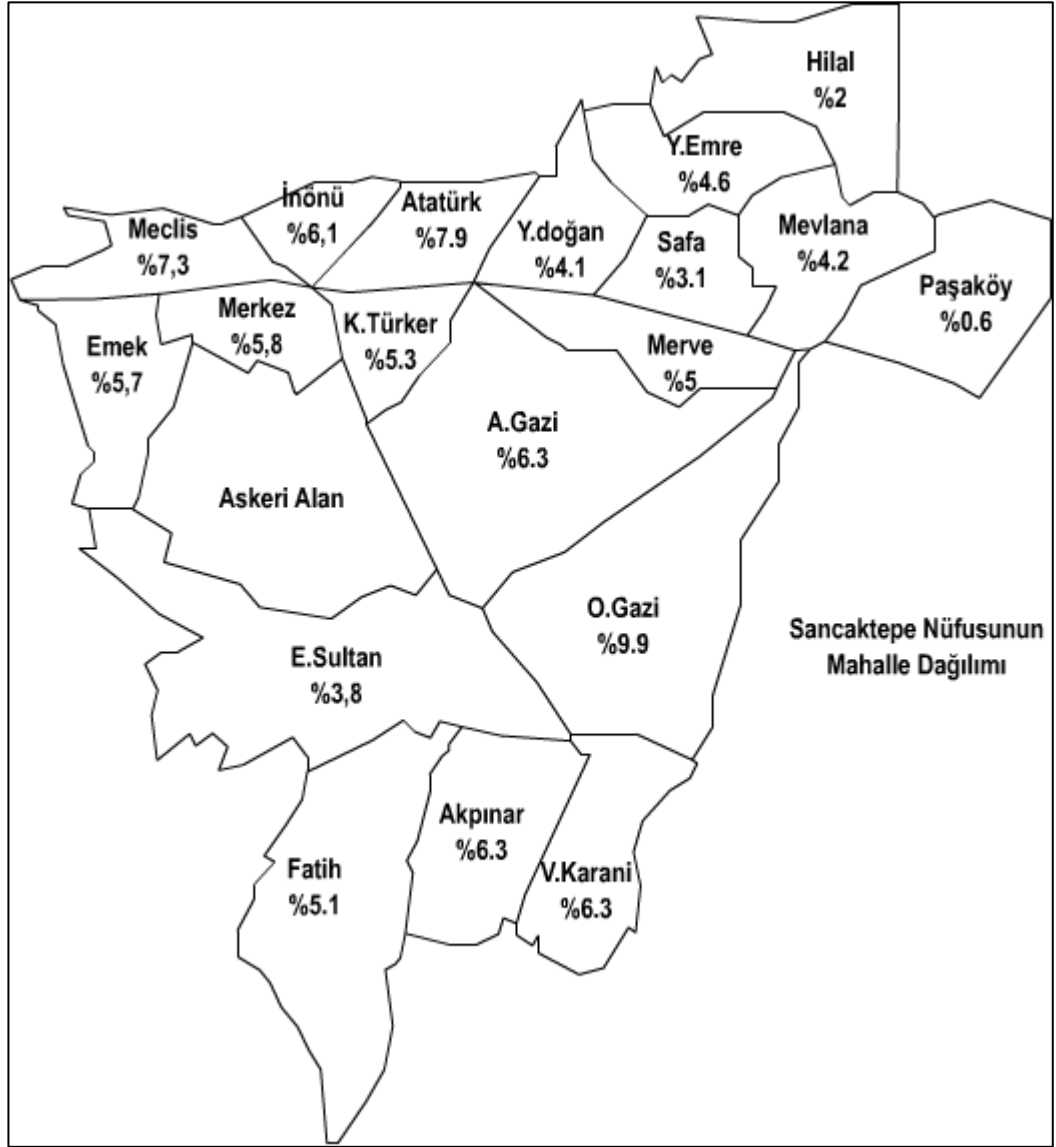 Hilal
%2
Y.Emre
%4.6
İnönü
%6,1
Atatürk
%7.9
Meclis
%7,3
Y.doğan
%4.1
Safa
%3.1
Mevlana
%4.2
Paşaköy
%0.6
Merkez
%5,8
K.Türker
%5.3
Emek
%5,7
Merve
%5
A.Gazi
%6.3
Askeri Alan
O.Gazi
%9.9
Sancaktepe Nüfusunun
Mahalle Dağılımı
E.Sultan
%3,8
Akpınar
%6.3
Fatih
%5.1
V.Karani
%6.3